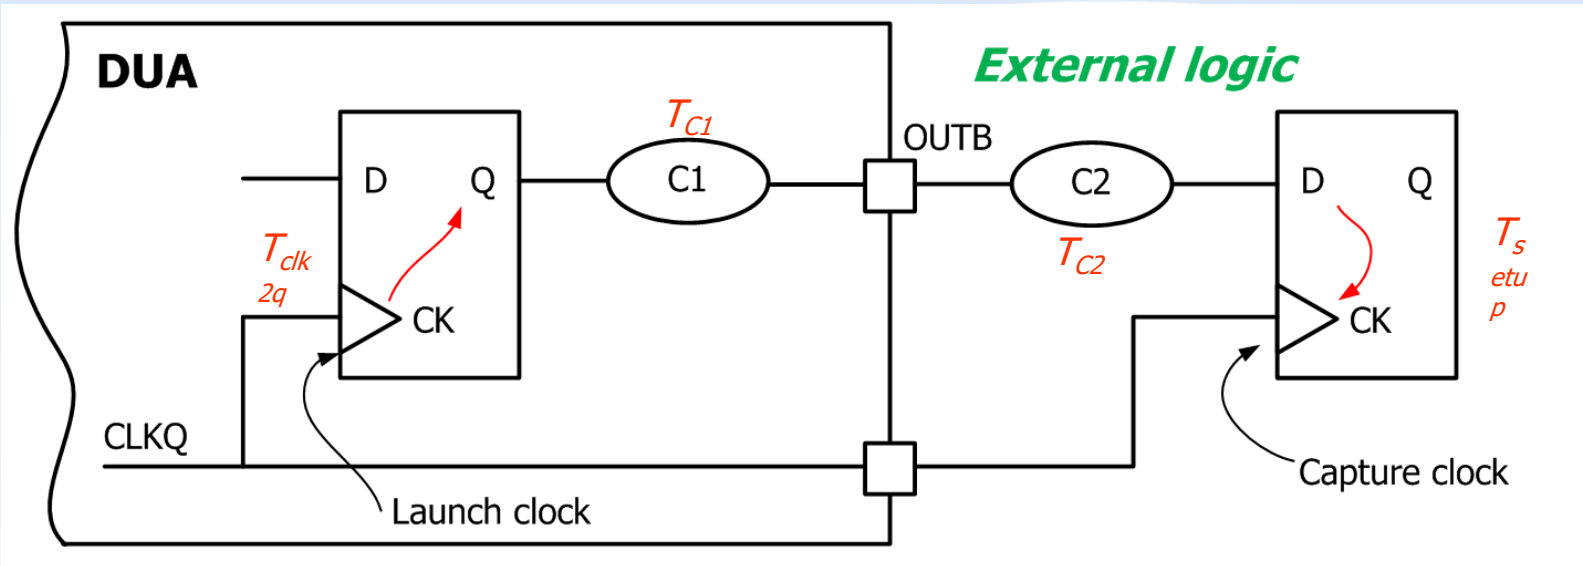 DUA
External logic
T_C1
OUTB
D
Q
C1
C2
D
Q
T_clk
2q
T_C2
T_s
etu
p
CK
CK
CLKQ
Launch clock
Capture clock